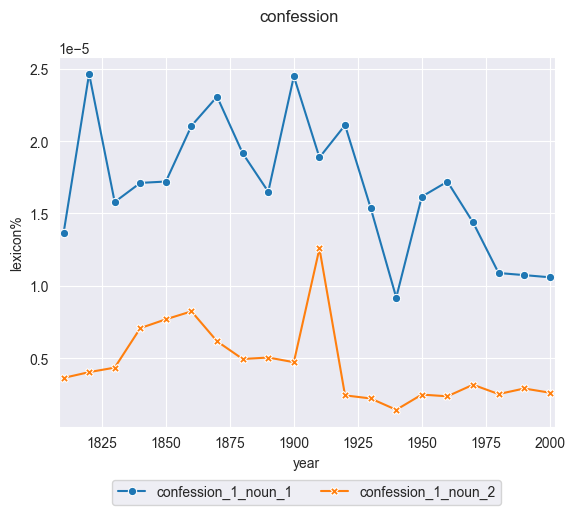 confession
1e−5
2.5
2.0
1.5
1.0
0.5
lexicon%
1825 1850 1875 1900 1925 1950 1975 2000
year
confession_1_noun_1 confession_1_noun_2